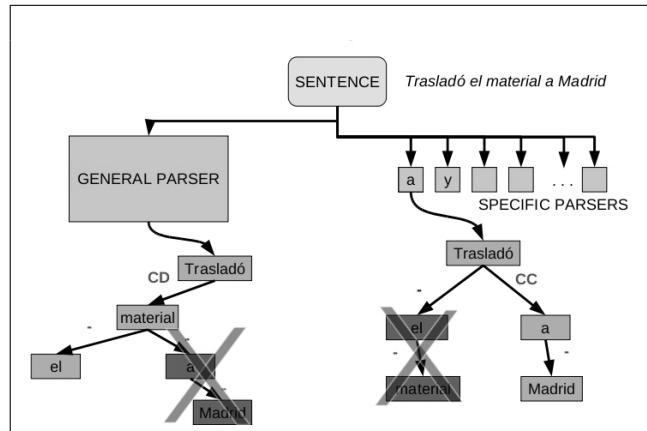 SENTENCE
Trasladó el material a Madrid
GENERAL PARSER
a
y
. . .
SPECIFIC PARSERS
Trasladó
CD
material
-
-
el
a
-
Madrid
Trasladó
-
CC
el
a
-
-
material
Madrid